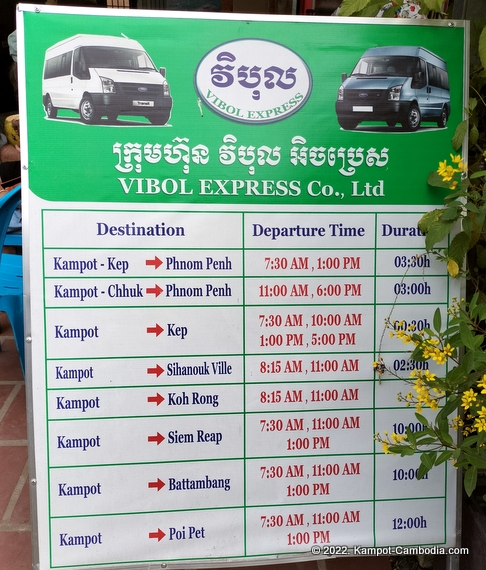 វិបុល
VIBOL EXPRESS
ក្រុមហ៊ុន វិបុល អិចប្រេស
VIBOL EXPRESS Co., Ltd
Destination Departure Time
Kampot - Kep → Phnom Penh 7:30 AM , 1:00 PM 03:30h
Kampot - Chhuk → Phnom Penh 11:00 AM , 6:00 PM 03:00h
Kampot → Kep 7:30 AM , 10:00 AM 00:30h
1:00 PM , 5:00 PM
Kampot → Sihanouk Ville 8:15 AM , 11:00 AM 02:30h
Kampot → Koh Rong 8:15 AM , 11:00 AM
Kampot → Siem Reap 7:30 AM , 11:00 AM 10:00h
1:00 PM
Kampot → Battambang 7:30 AM , 11:00 AM 10:00h
1:00 PM
Kampot → Poi Pet 7:30 AM , 11:00 AM 12:00h
1:00 PM
© 2022 Kampot-Cambodia.com